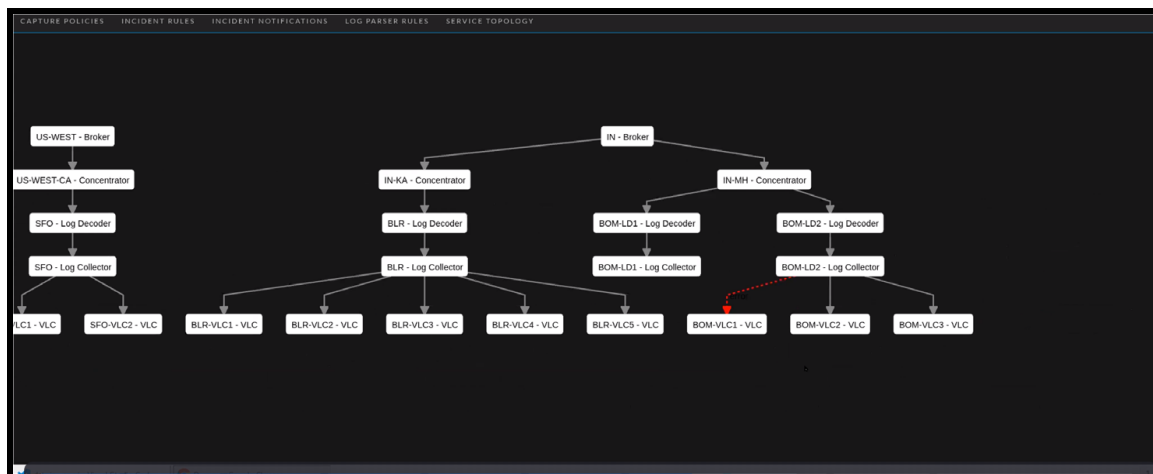 CAPTURE POLICIES INCIDENT RULES INCIDENT NOTIFICATIONS LOG PARSER RULES SERVICE TOPOLOGY
US-WEST - Broker IN - Broker
US-WEST-CA - Concentrator IN-KA - Concentrator IN-MH - Concentrator
SFO - Log Decoder BLR - Log Decoder BOM-LD1 - Log Decoder BOM-LD2 - Log Decoder
SFO - Log Collector BLR - Log Collector BOM-LD1 - Log Collector BOM-LD2 - Log Collector
VLC1 - VLC SFO-VLC2 - VLC BLR-VLC1 - VLC BLR-VLC2 - VLC BLR-VLC3 - VLC BLR-VLC4 - VLC BLR-VLC5 - VLC BOM-VLC1 - VLC BOM-VLC2 - VLC BOM-VLC3 - VLC